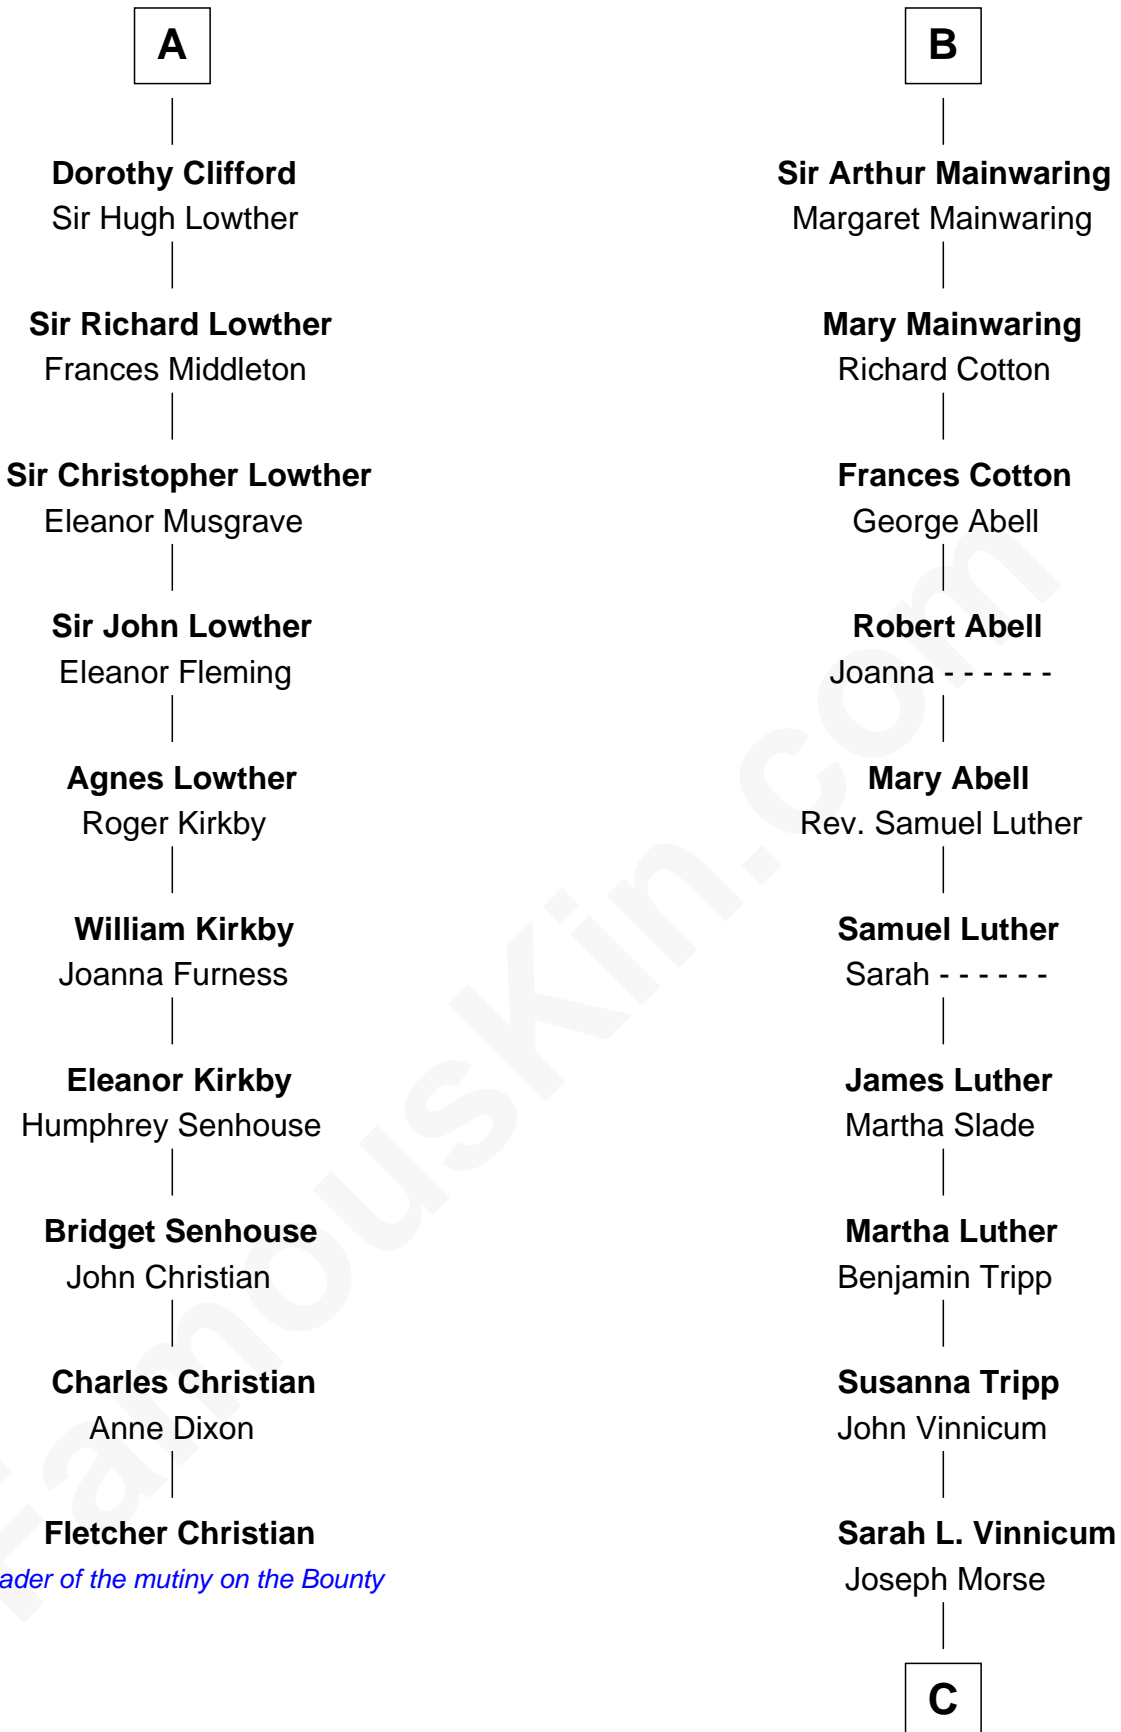 A
Dorothy Clifford
Sir Hugh Lowther
Sir Richard Lowther
Frances Middleton
Sir Christopher Lowther
Eleanor Musgrave
Sir John Lowther
Eleanor Fleming
Agnes Lowther
Roger Kirkby
William Kirkby
Joanna Furness
Eleanor Kirkby
Humphrey Senhouse
Bridget Senhouse
John Christian
Charles Christian
Anne Dixon
Fletcher Christian
ader of the mutiny on the Bounty
B
Sir Arthur Mainwaring
Margaret Mainwaring
Mary Mainwaring
Richard Cotton
Frances Cotton
George Abell
Robert Abell
Joanna - - - - - -
Mary Abell
Rev. Samuel Luther
Samuel Luther
Sarah - - - - - -
James Luther
Martha Slade
Martha Luther
Benjamin Tripp
Susanna Tripp
John Vinnicum
Sarah L. Vinnicum
Joseph Morse
C
FamousKin.com